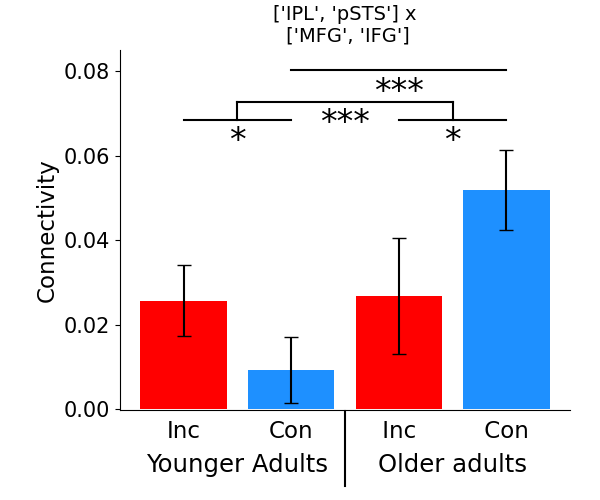 ['IPL', 'pSTS'] x
['MFG', 'IFG']
***
*** 
* *
Connectivity
0.08
0.06
0.04
0.02
0.00
Inc Con Inc Con
Younger Adults Older adults